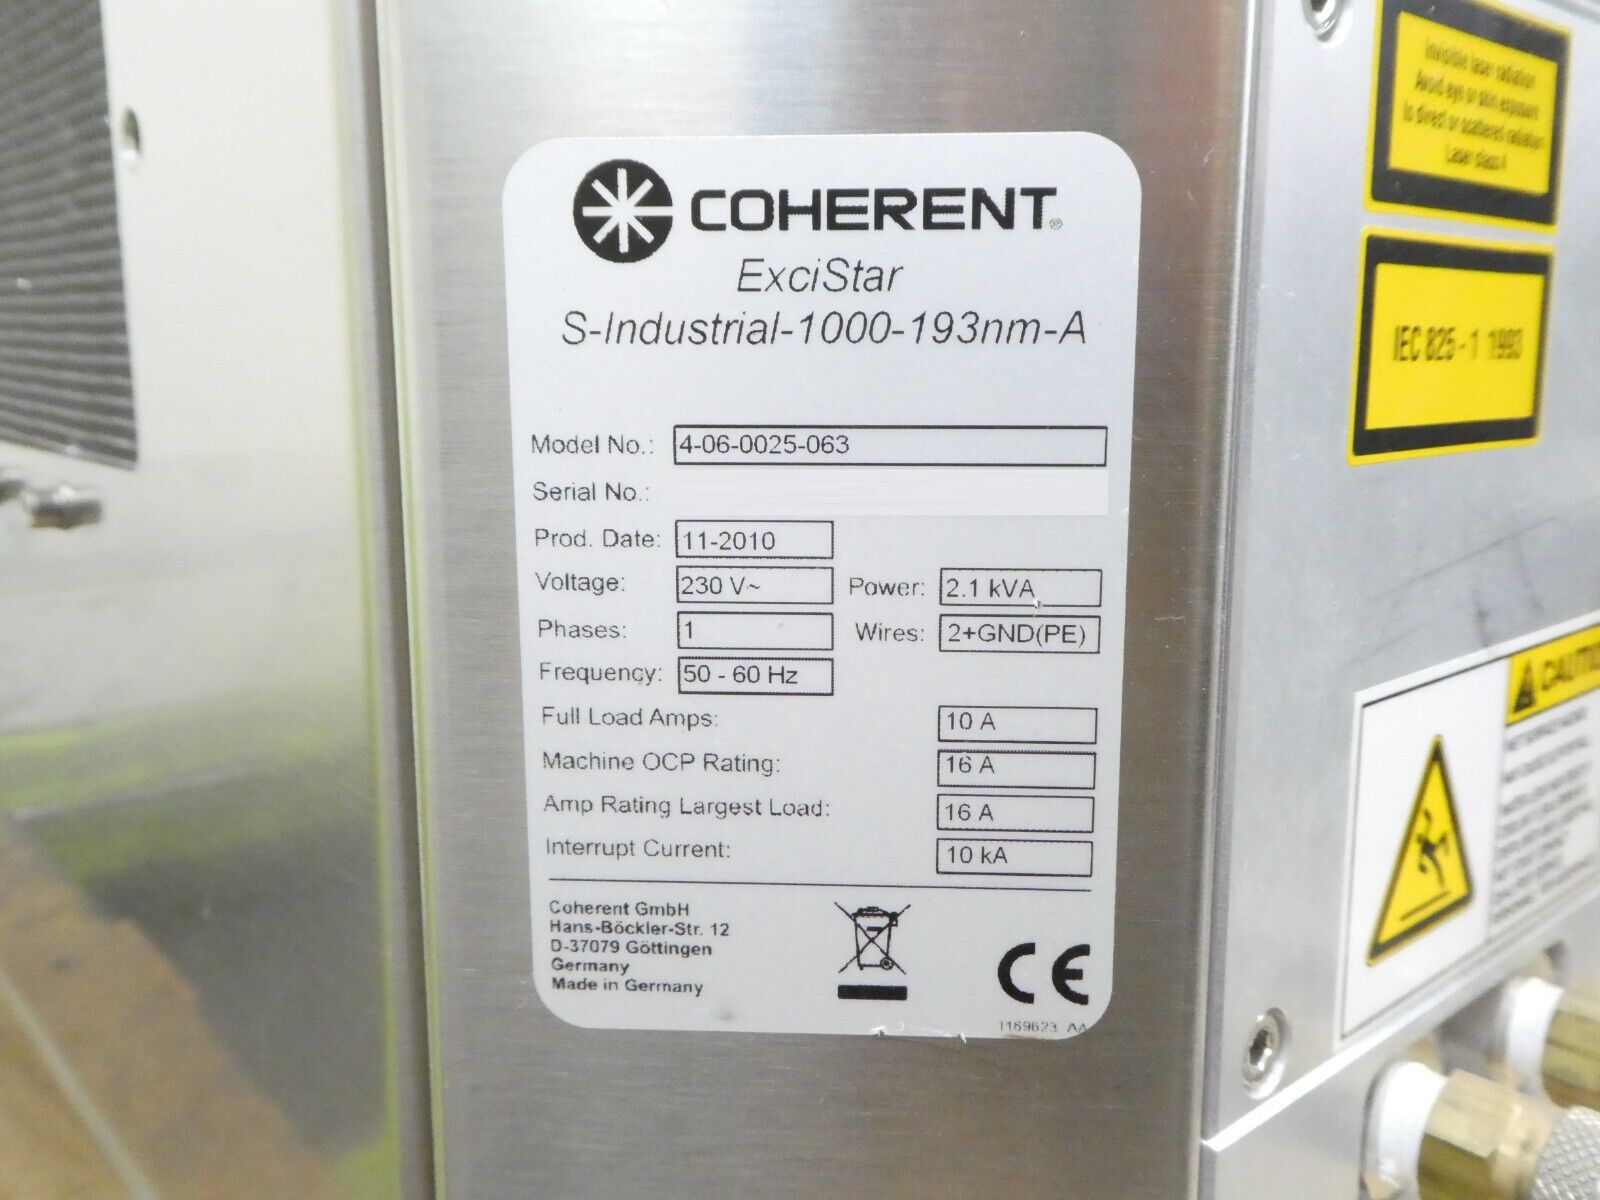 COHERENT®
ExciStar
S-Industrial-1000-193nm-A
Model No.: 4-06-0025-063
Serial No.:
Prod. Date: 11-2010
Voltage: 230 V~ Power: 2.1 kVA
Phases: 1 Wires: 2+GND(PE)
Frequency: 50 - 60 Hz
Full Load Amps: 10 A
Machine OCP Rating: 16 A
Amp Rating Largest Load: 16 A
Interrupt Current: 10 kA
Coherent GmbH
Hans-Böckler-Str. 12
D-37079 Göttingen
Germany
Made in Germany
CE
1169623 AA
Invisible laser radiation
Avoid eye or skin exposure
to direct or scattered radiation
Laser class 4
IEC 825 - 1 1993